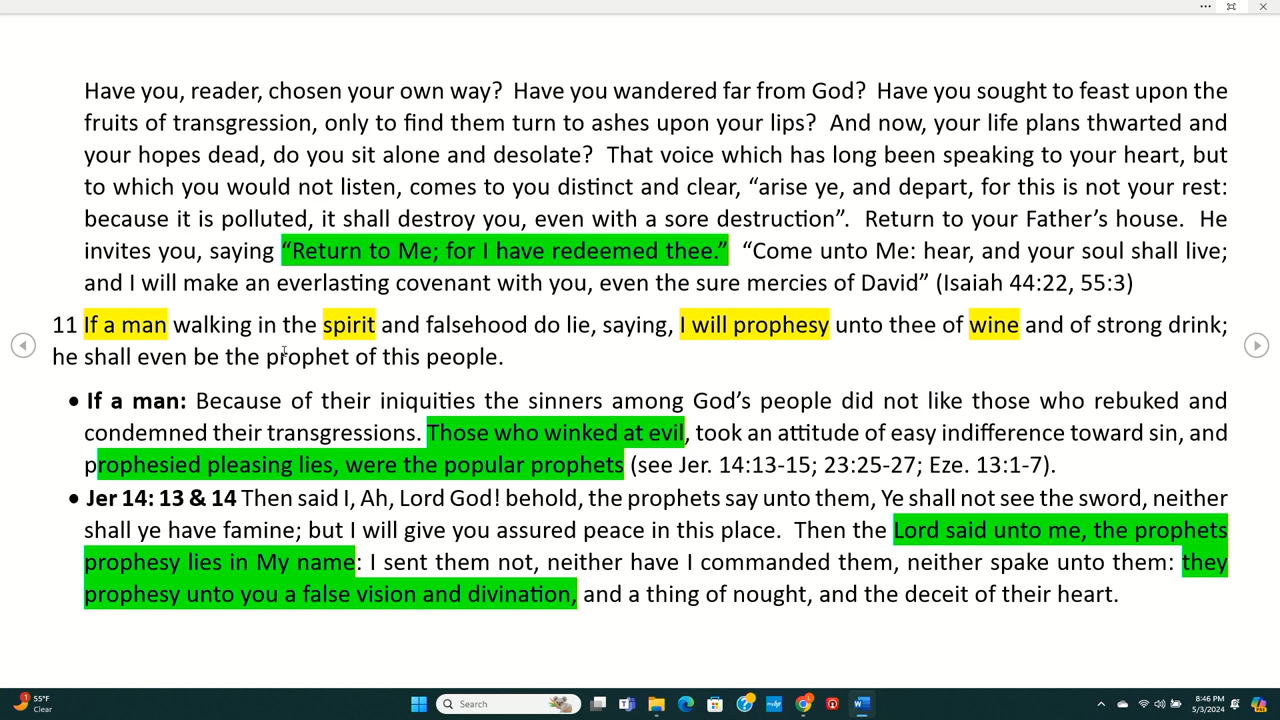 Have you, reader, chosen your own way? Have you wandered far from God? Have you sought to feast upon the
fruits of transgression, only to find them turn to ashes upon your lips? And now, your life plans thwarted and
your hopes dead, do you sit alone and desolate? That voice which has long been speaking to your heart, but
to which you would not listen, comes to you distinct and clear, “arise ye, and depart, for this is not your rest:
because it is polluted, it shall destroy you, even with a sore destruction”. Return to your Father’s house. He
invites you, saying “Return to Me; for I have redeemed thee.” “Come unto Me: hear, and your soul shall live;
and I will make an everlasting covenant with you, even the sure mercies of David” (Isaiah 44:22, 55:3)
11 If a man walking in the spirit and falsehood do lie, saying, I will prophesy unto thee of wine and of strong drink;
he shall even be the prophet of this people.
• If a man: Because of their iniquities the sinners among God’s people did not like those who rebuked and
condemned their transgressions. Those who winked at evil, took an attitude of easy indifference toward sin, and
prophesied pleasing lies, were the popular prophets (see Jer. 14:13-15; 23:25-27; Eze. 13:1-7).
• Jer 14: 13 & 14 Then said I, Ah, Lord God! behold, the prophets say unto them, Ye shall not see the sword, neither
shall ye have famine; but I will give you assured peace in this place. Then the Lord said unto me, the prophets
prophesy lies in My name: I sent them not, neither have I commanded them, neither spake unto them: they
prophesy unto you a false vision and divination, and a thing of nought, and the deceit of their heart.
1
55°F
Clear
Search
8:46 PM
5/3/2024